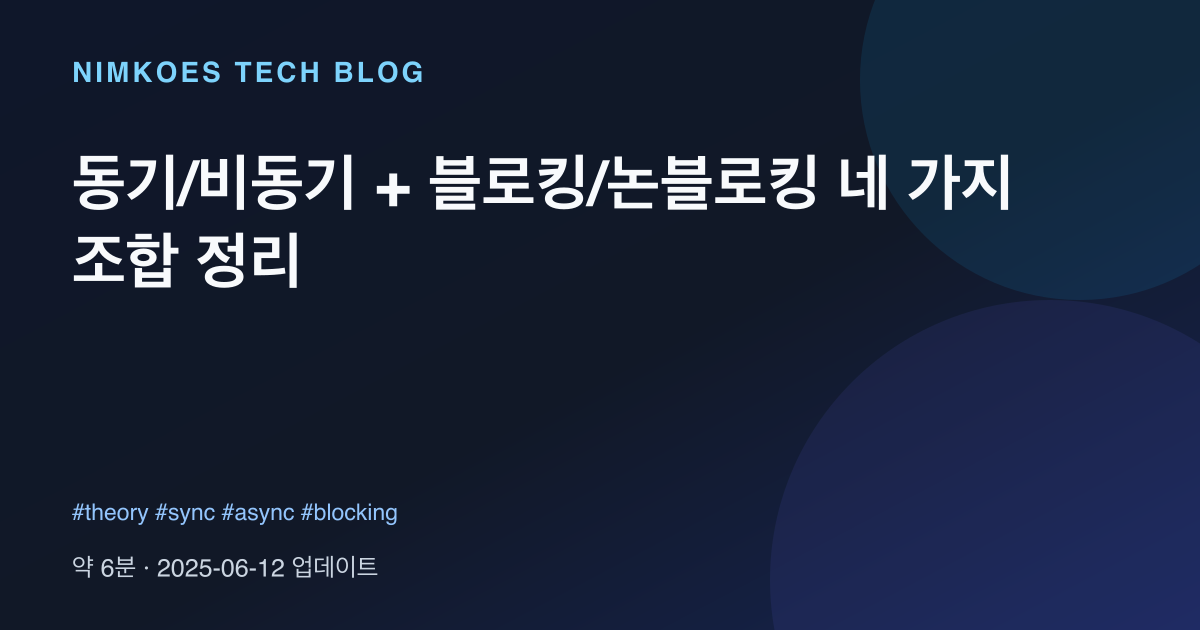 NIMKOES TECH BLOG
동기/비동기 + 블로킹/논블로킹 네 가지
조합 정리
#theory #sync #async #blocking
약 6분 · 2025-06-12 업데이트